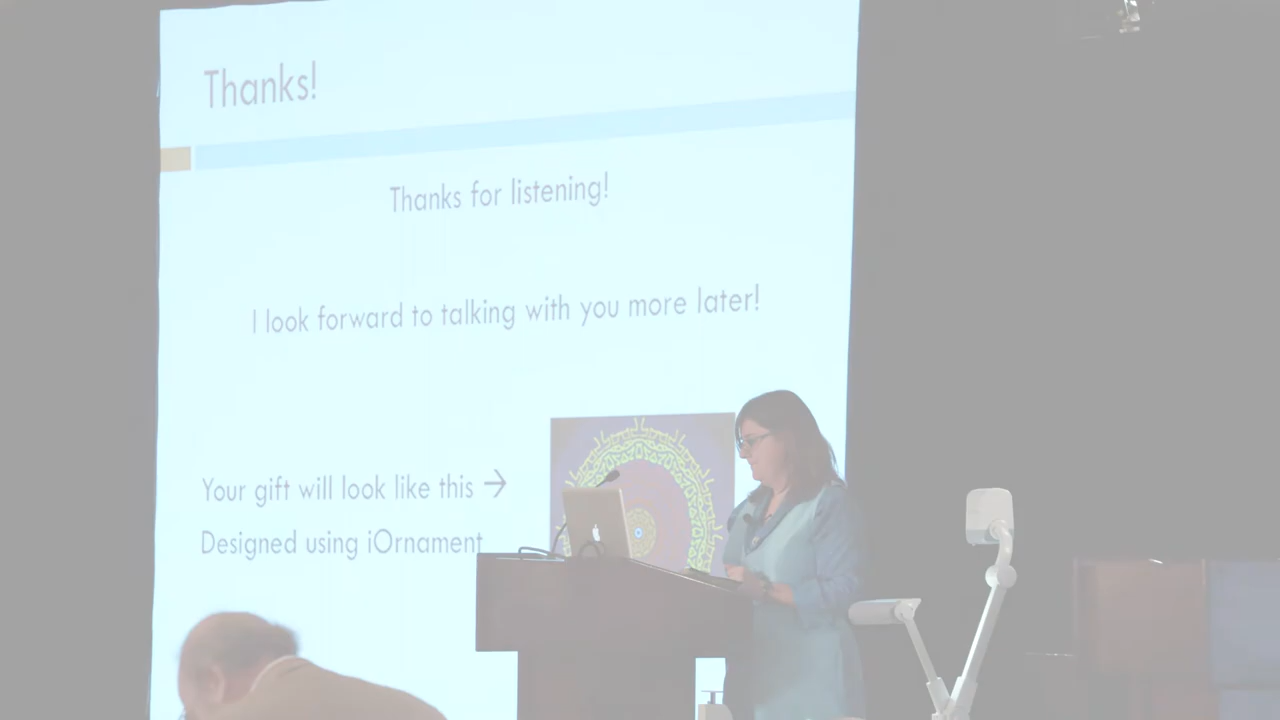 Thanks!
Thanks for listening!
I look forward to talking with you more later!
Your gift will look like this →
Designed using iOrnament